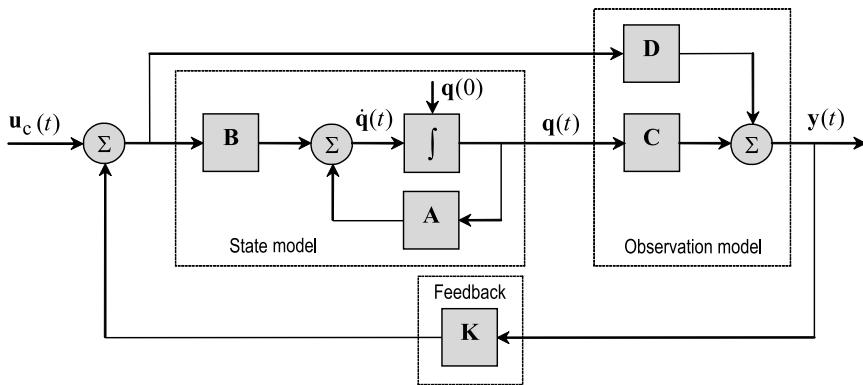 D
q(0)
u_c(t)
Σ
B
Σ
q̇(t)
∫
q(t)
C
Σ
y(t)
A
State model
Observation model
Feedback
K